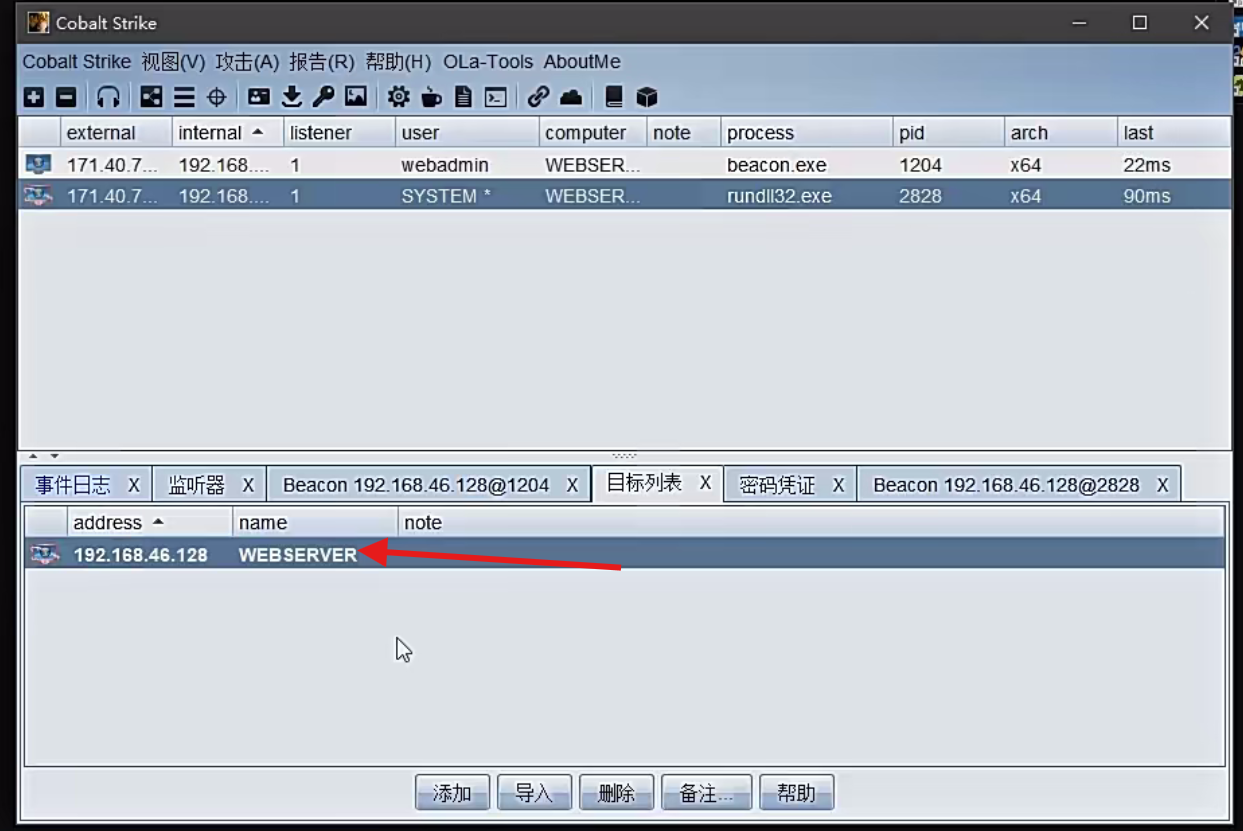 Cobalt Strike
Cobalt Strike 视图(V) 攻击(A) 报告(R) 帮助(H) OLa-Tools AboutMe
external internal listener user computer note process pid arch last
171.40.7... 192.168.... 1 webadmin WEBSER... beacon.exe 1204 x64 22ms
171.40.7... 192.168.... 1 SYSTEM * WEBSER... rundll32.exe 2828 x64 90ms
事件日志 X 监听器 X Beacon 192.168.46.128@1204 X 目标列表 X 密码凭证 X Beacon 192.168.46.128@2828 X
address name note
192.168.46.128 WEBSERVER
添加 导入 删除 备注... 帮助